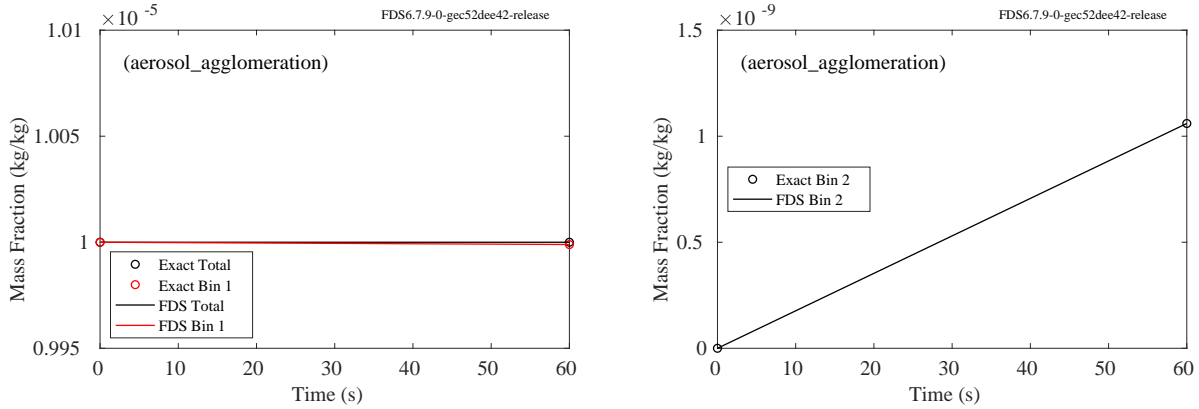 FDS6.7.9-0-gec52dee42-release
× 10 -5
1.01
(aerosol_agglomeration)
1.005
1
0.995
Mass Fraction (kg/kg)
Exact Total
Exact Bin 1
FDS Total
FDS Bin 1
0 10 20 30 40 50 60
Time (s)
FDS6.7.9-0-gec52dee42-release
× 10 -9
1.5
(aerosol_agglomeration)
1
0.5
0
Mass Fraction (kg/kg)
Exact Bin 2
FDS Bin 2
0 10 20 30 40 50 60
Time (s)